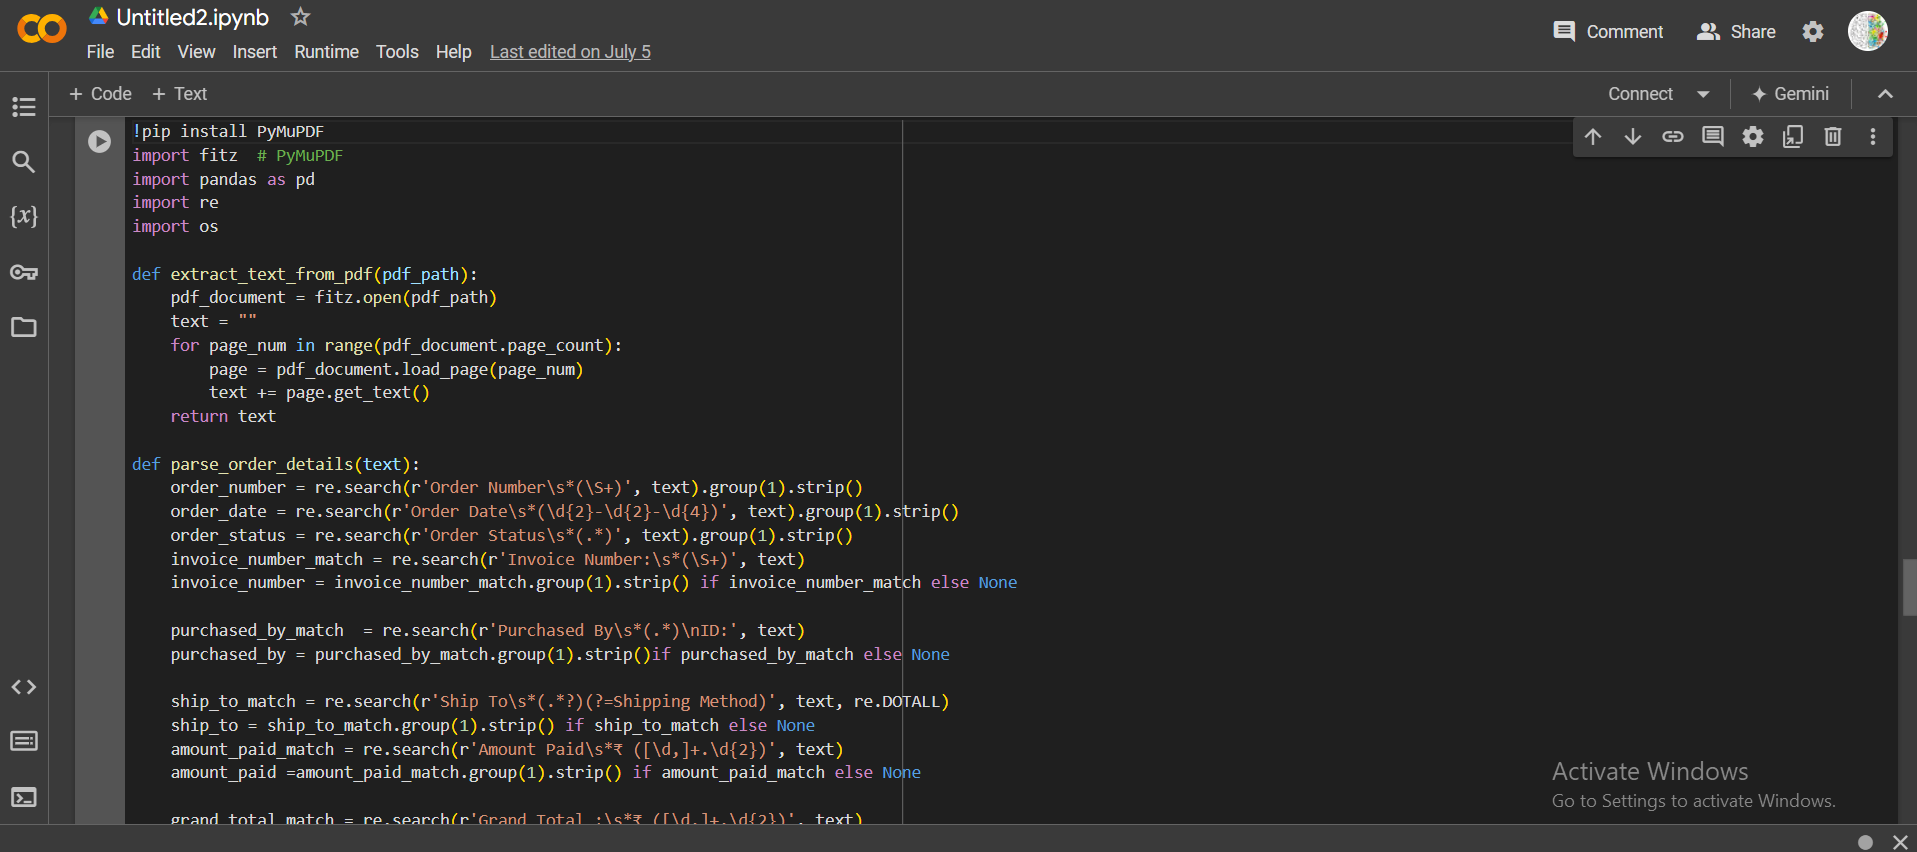 Untitled2.ipynb
File Edit View Insert Runtime Tools Help Last edited on July 5
Comment Share
+ Code + Text
Connect Gemini
!pip install PyMuPDF
import fitz  # PyMuPDF
import pandas as pd
import re
import os
def extract_text_from_pdf(pdf_path):
    pdf_document = fitz.open(pdf_path)
    text = ""
    for page_num in range(pdf_document.page_count):
        page = pdf_document.load_page(page_num)
        text += page.get_text()
    return text
def parse_order_details(text):
    order_number = re.search(r'Order Number\s*(\S+)', text).group(1).strip()
    order_date = re.search(r'Order Date\s*(\d{2}-\d{2}-\d{4})', text).group(1).strip()
    order_status = re.search(r'Order Status\s*(.*)', text).group(1).strip()
    invoice_number_match = re.search(r'Invoice Number:\s*(\S+)', text)
    invoice_number = invoice_number_match.group(1).strip() if invoice_number_match else None
    purchased_by_match  = re.search(r'Purchased By\s*(.*)\nID:', text)
    purchased_by = purchased_by_match.group(1).strip()if purchased_by_match else None
    ship_to_match = re.search(r'Ship To\s*(.*?)(?=Shipping Method)', text, re.DOTALL)
    ship_to = ship_to_match.group(1).strip() if ship_to_match else None
    amount_paid_match = re.search(r'Amount Paid\s*₹ ([\d,]+.\d{2})', text)
    amount_paid =amount_paid_match.group(1).strip() if amount_paid_match else None
    grand_total_match = re.search(r'Grand Total :\s*₹ ([\d,]+.\d{2})', text)
{x}
Activate Windows
Go to Settings to activate Windows.